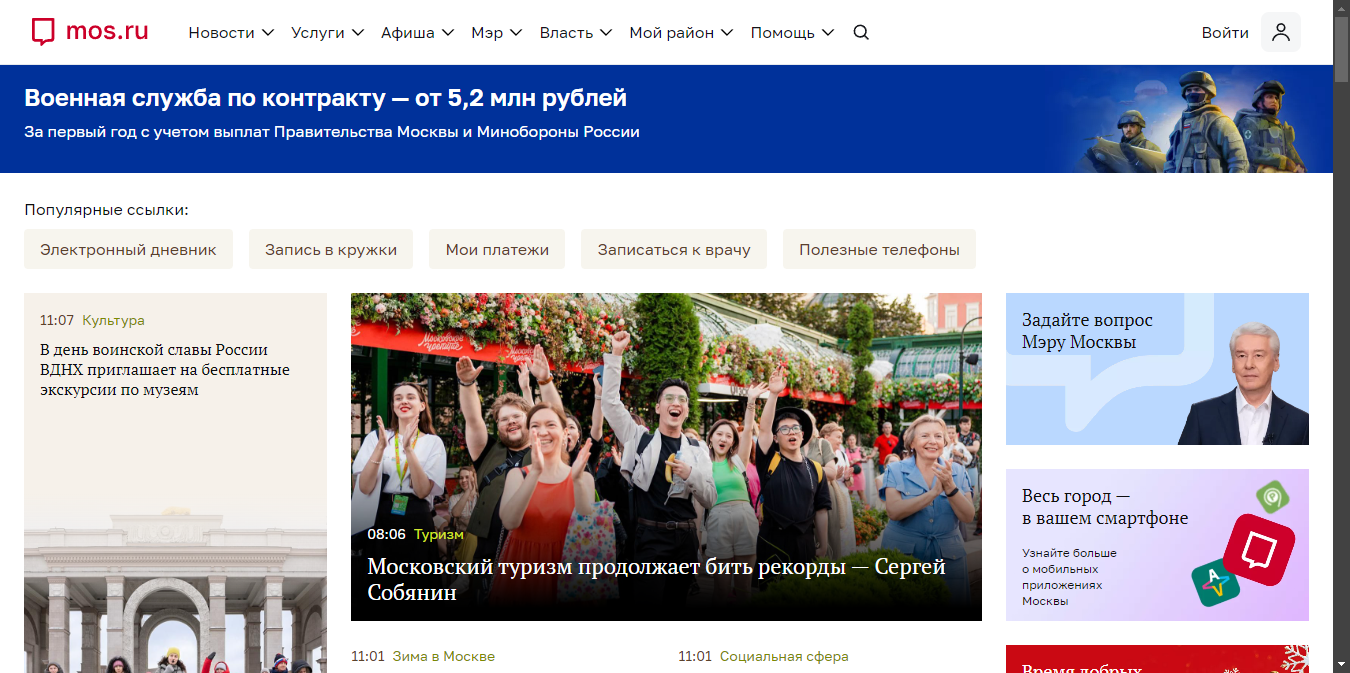 mos.ru
Новости Услуги Афиша Мэр Власть Мой район Помощь
Войти
Военная служба по контракту — от 5,2 млн рублей
За первый год с учетом выплат Правительства Москвы и Минобороны России
Популярные ссылки:
Электронный дневник Запись в кружки Мои платежи Записаться к врачу Полезные телефоны
11:07 Культура
В день воинской славы России
ВДНХ приглашает на бесплатные
экскурсии по музеям
08:06 Туризм
Московский туризм продолжает бить рекорды — Сергей
Собянин
11:01 Зима в Москве
11:01 Социальная сфера
Задайте вопрос
Мэру Москвы
Весь город —
в вашем смартфоне
Узнайте больше
о мобильных
приложениях
Москвы
Время добрых